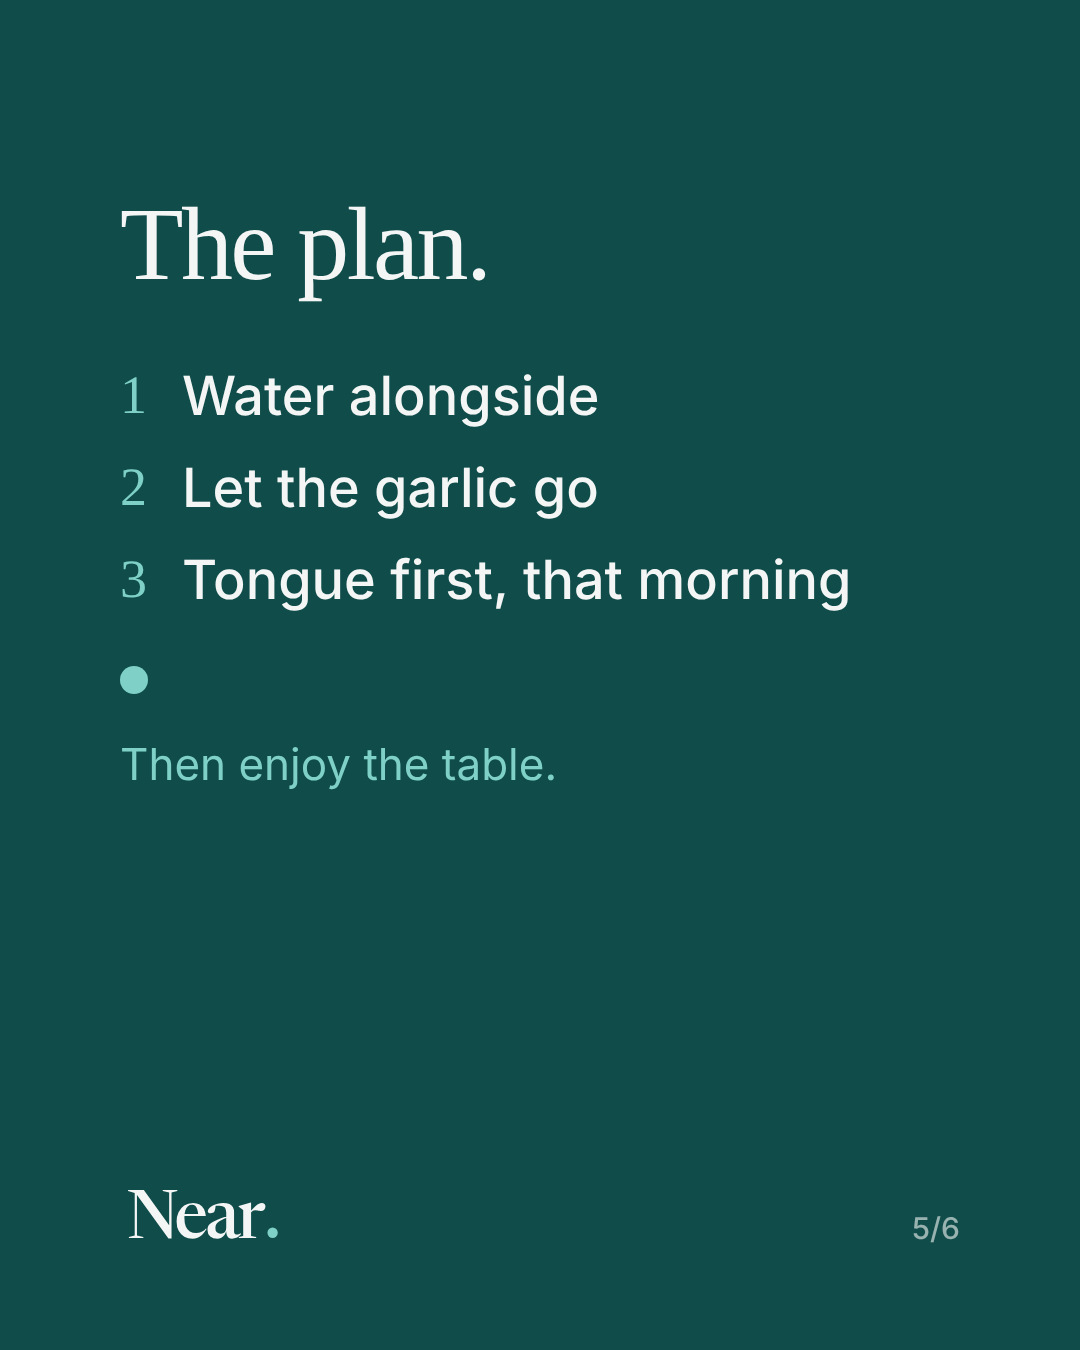 The plan.
1 Water alongside
2 Let the garlic go
3 Tongue first, that morning
Then enjoy the table.
Near.
5/6